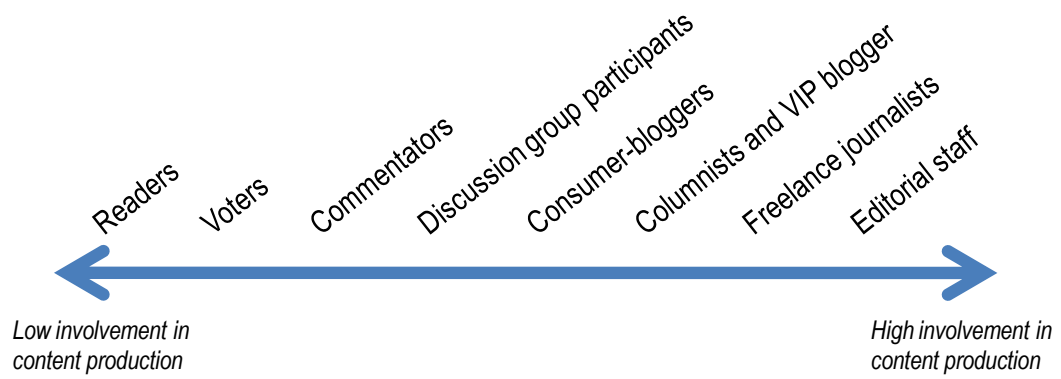 Readers
Voters
Commentators
Discussion group participants
Consumer-bloggers
Columnists and VIP blogger
Freelance journalists
Editorial staff
Low involvement in
content production
High involvement in
content production